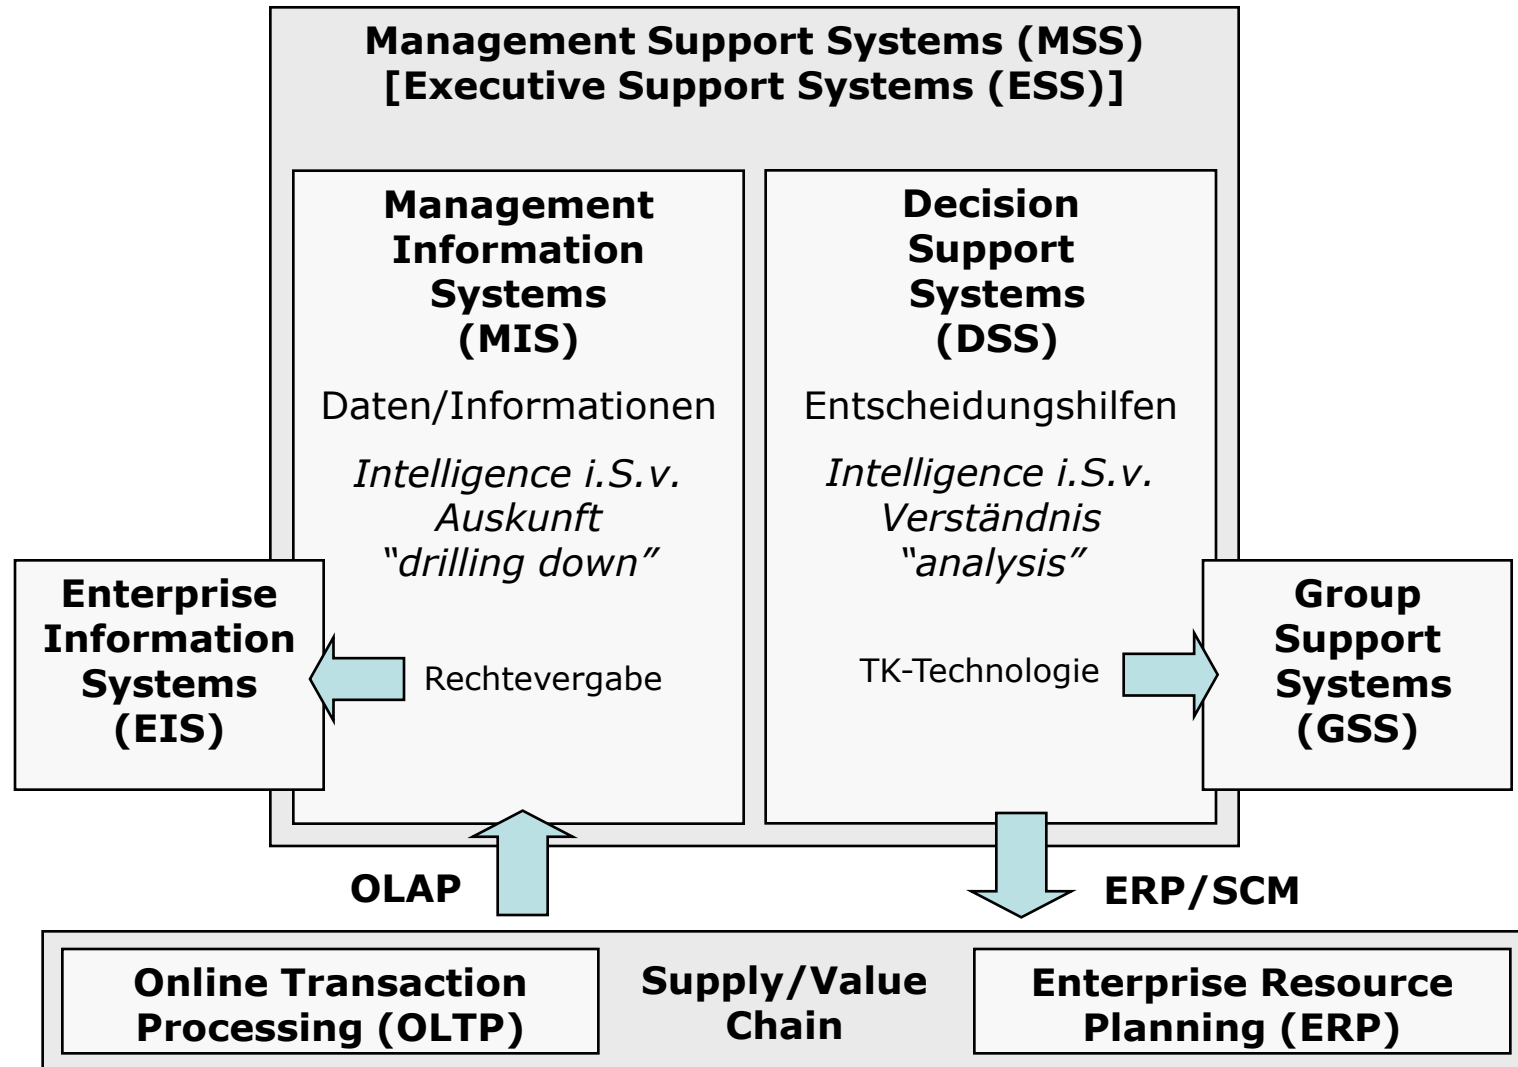 Management Support Systems (MSS)
[Executive Support Systems (ESS)]
Management
Information
Systems
(MIS)
Daten/Informationen
Intelligence i.S.v.
Auskunft
“drilling down”
Decision
Support
Systems
(DSS)
Entscheidungshilfen
Intelligence i.S.v.
Verständnis
“analysis”
Enterprise
Information
Systems
(EIS)
Rechtevergabe
TK-Technologie
Group
Support
Systems
(GSS)
OLAP
ERP/SCM
Online Transaction
Processing (OLTP)
Supply/Value
Chain
Enterprise Resource
Planning (ERP)